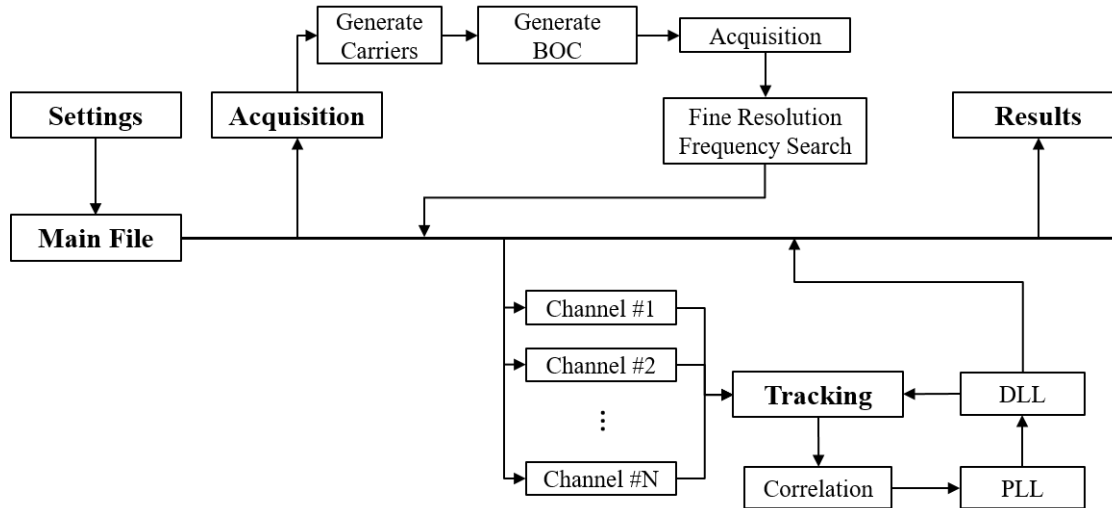 Generate
Carriers
Generate
BOC
Acquisition
Settings
Acquisition
Fine Resolution
Frequency Search
Results
Main File
Channel #1
Channel #2
⋮
Channel #N
Tracking
DLL
Correlation
PLL